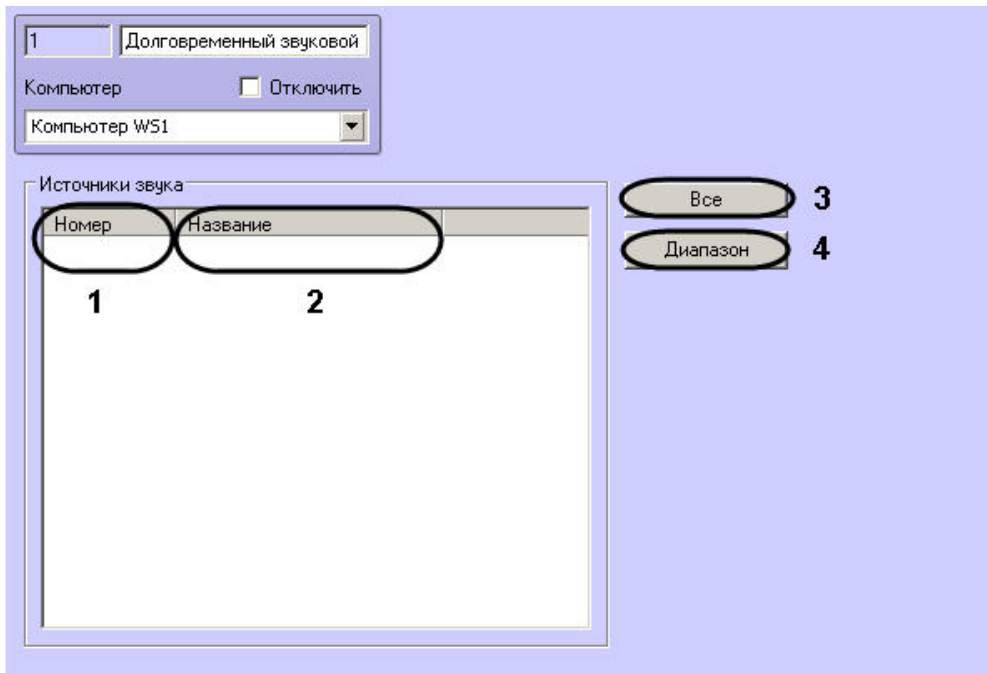 1 Долговременный звуковой
Компьютер Отключить
Компьютер WS1
Источники звука
Номер Название
Все 3
Диапазон 4
1 2